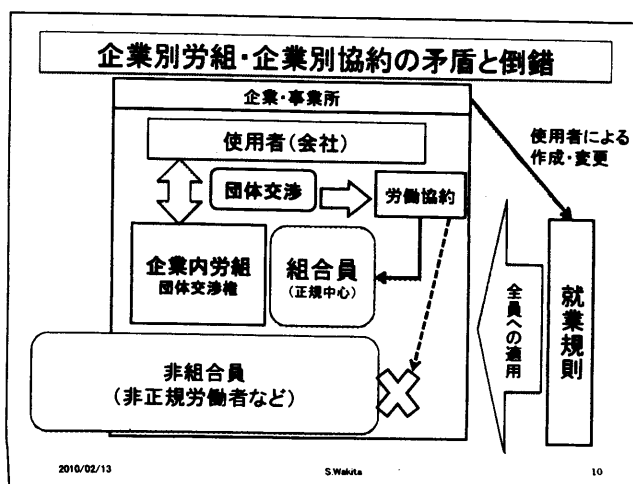 企業別労組・企業別協約の矛盾と倒錯
企業・事業所
使用者(会社)
使用者による
作成・変更
団体交渉
労働協約
企業内労組
団体交渉権
組合員
(正規中心)
全員への適用
就業規則
非組合員
(非正規労働者など)
2010/02/13
S.Wakita
10